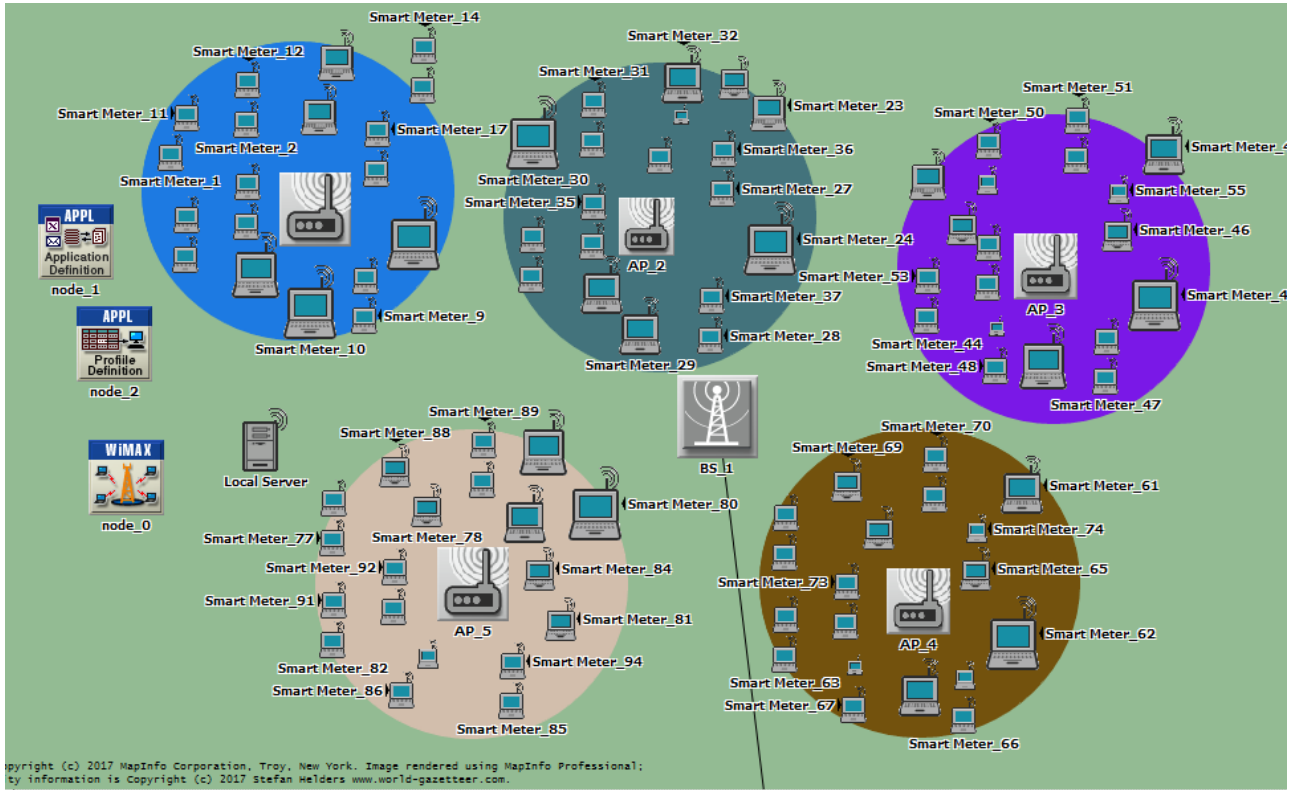 Smart Meter_14
Smart Meter_12
Smart Meter_11
Smart Meter_17
Smart Meter_2
Smart Meter_1
Smart Meter_9
Smart Meter_10
Smart Meter_32
Smart Meter_31
Smart Meter_23
Smart Meter_36
Smart Meter_30
Smart Meter_27
Smart Meter_35
Smart Meter_24
AP_2
Smart Meter_37
Smart Meter_28
Smart Meter_29
Smart Meter_51
Smart Meter_50
Smart Meter_4
Smart Meter_55
Smart Meter_46
Smart Meter_53
Smart Meter_4
AP_3
Smart Meter_44
Smart Meter_48
Smart Meter_47
APPL
Application
Definition
node_1
APPL
Profile
Definition
node_2
WiMAX
node_0
Local Server
BS_1
Smart Meter_89
Smart Meter_88
Smart Meter_80
Smart Meter_77
Smart Meter_78
Smart Meter_92
Smart Meter_84
Smart Meter_91
Smart Meter_81
AP_5
Smart Meter_82
Smart Meter_94
Smart Meter_86
Smart Meter_85
Smart Meter_70
Smart Meter_69
Smart Meter_61
Smart Meter_74
Smart Meter_65
Smart Meter_73
Smart Meter_62
AP_4
Smart Meter_63
Smart Meter_67
Smart Meter_66
opyright (c) 2017 MapInfo Corporation, Troy, New York. Image rendered using MapInfo Professional;
ty information is Copyright (c) 2017 Stefan Helders www.world-gazetteer.com.